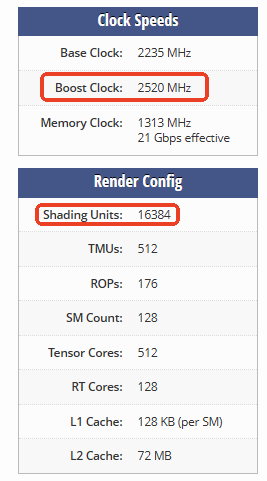 Clock Speeds
Base Clock: 2235 MHz
Boost Clock: 2520 MHz
Memory Clock: 1313 MHz
21 Gbps effective
Render Config
Shading Units: 16384
TMUs: 512
ROPs: 176
SM Count: 128
Tensor Cores: 512
RT Cores: 128
L1 Cache: 128 KB (per SM)
L2 Cache: 72 MB